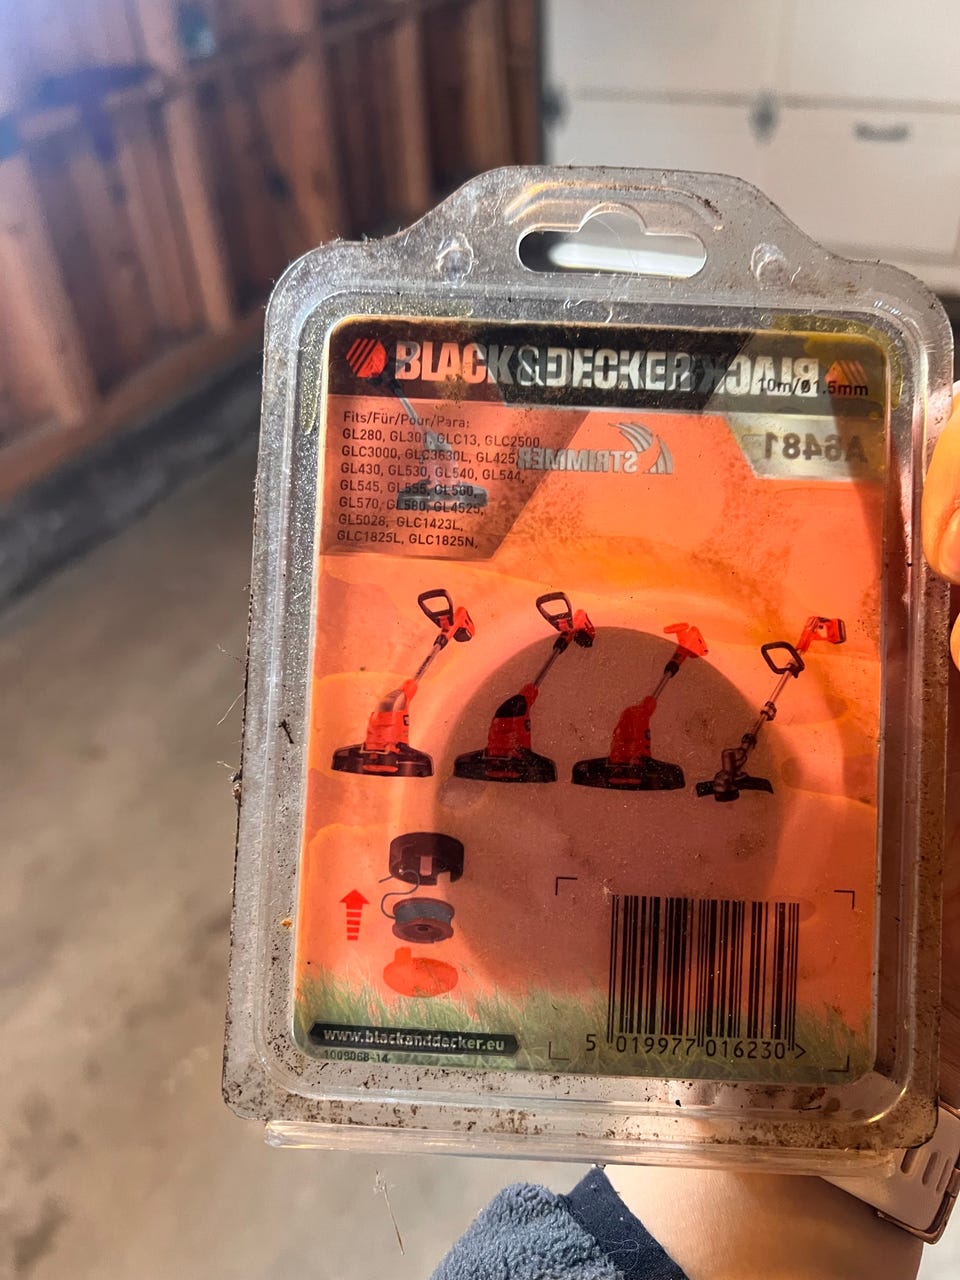 BLACK&DECKER
10m/Ø1.5mm
Fits/Für/Pour/Para:
GL280, GL301, GLC13, GLC2500,
GLC3000, GLC3630L, GL425,
GL430, GL530, GL540, GL544,
GL545, GL555, GL560,
GL570, GL580, GL4525,
GL5028, GLC1423L,
GLC1825L, GLC1825N,
STRIMMER
A6481
BLACK
www.blackanddecker.eu
1009068-14
5 019977 016230 >